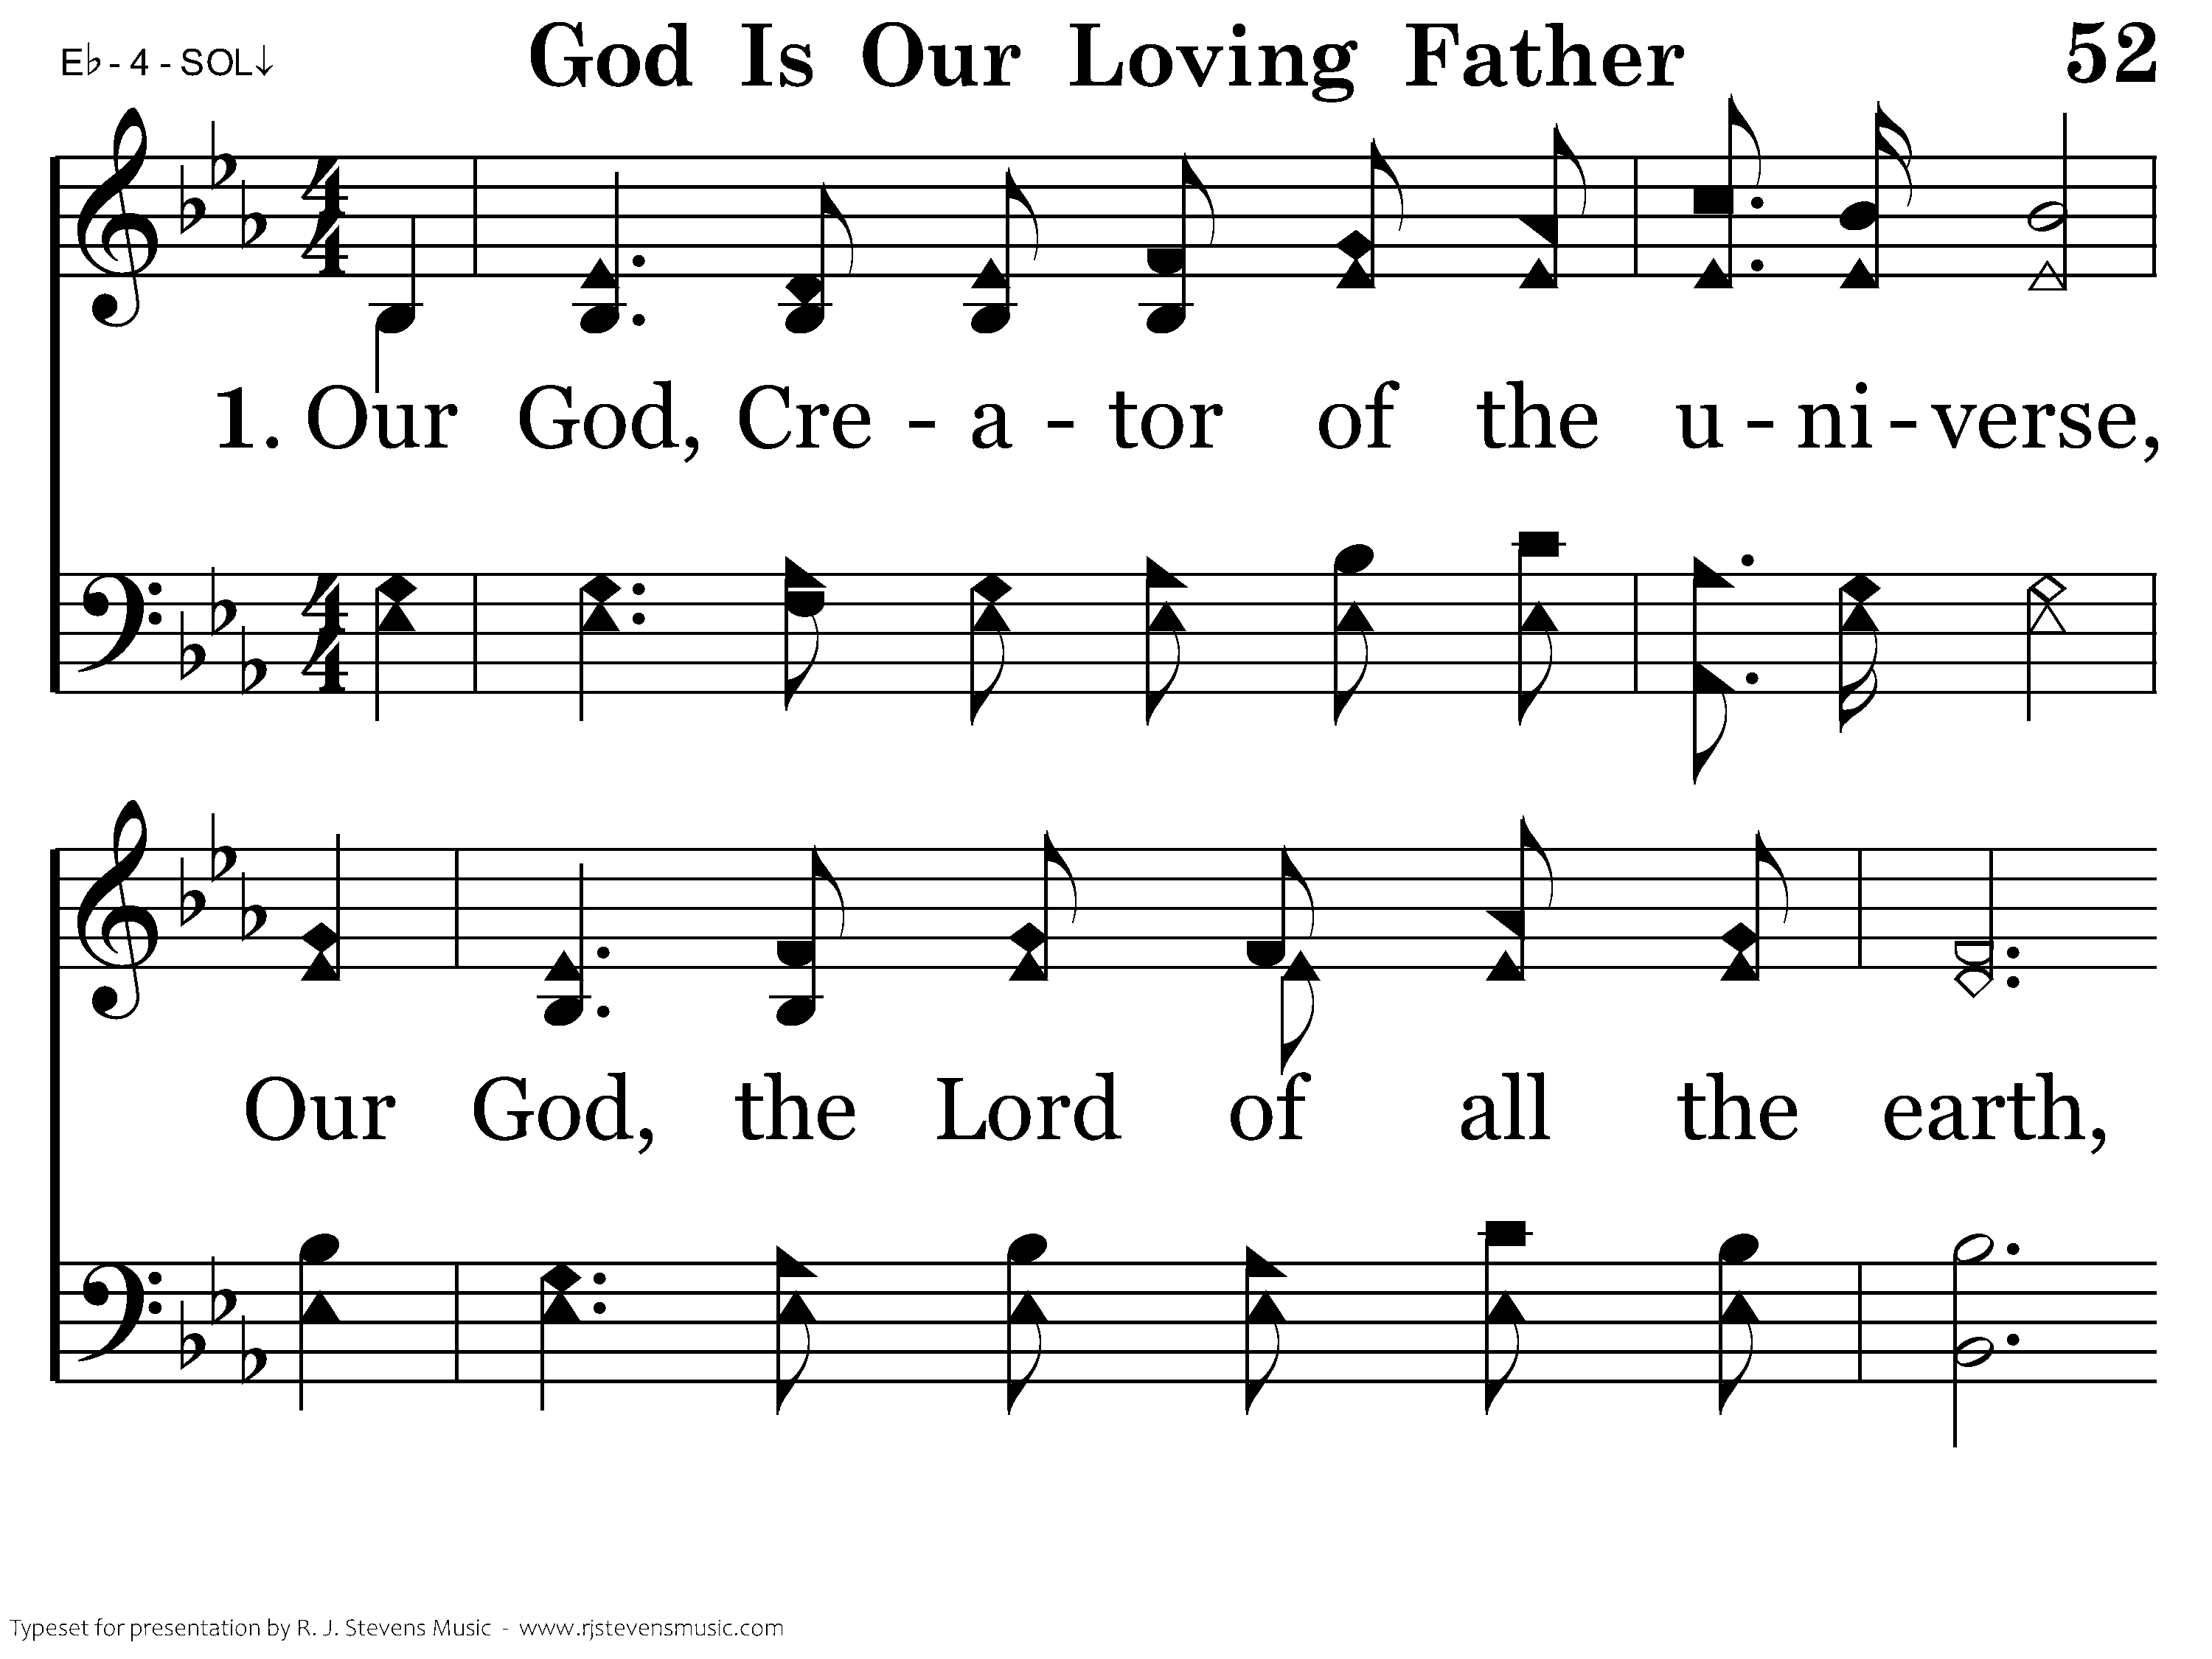 E♭ - 4 - SOL↓ God Is Our Loving Father 52
1. Our God, Cre - a - tor of the u - ni - verse,
Our God, the Lord of all the earth,
Typeset for presentation by R. J. Stevens Music - www.rjstevensmusic.com